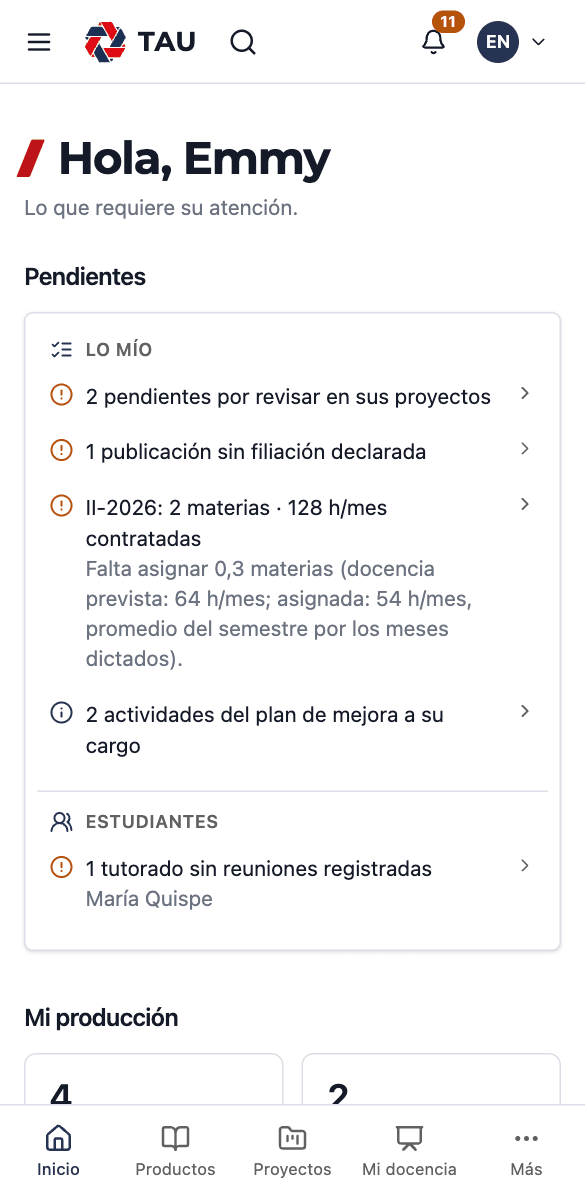 TAU
11
EN
Hola, Emmy
Lo que requiere su atención.
Pendientes
LO MÍO
2 pendientes por revisar en sus proyectos
1 publicación sin filiación declarada
II-2026: 2 materias · 128 h/mes
contratadas
Falta asignar 0,3 materias (docencia
prevista: 64 h/mes; asignada: 54 h/mes,
promedio del semestre por los meses
dictados).
2 actividades del plan de mejora a su
cargo
ESTUDIANTES
1 tutorado sin reuniones registradas
María Quispe
Mi producción
4
2
Inicio
Productos
Proyectos
Mi docencia
Más